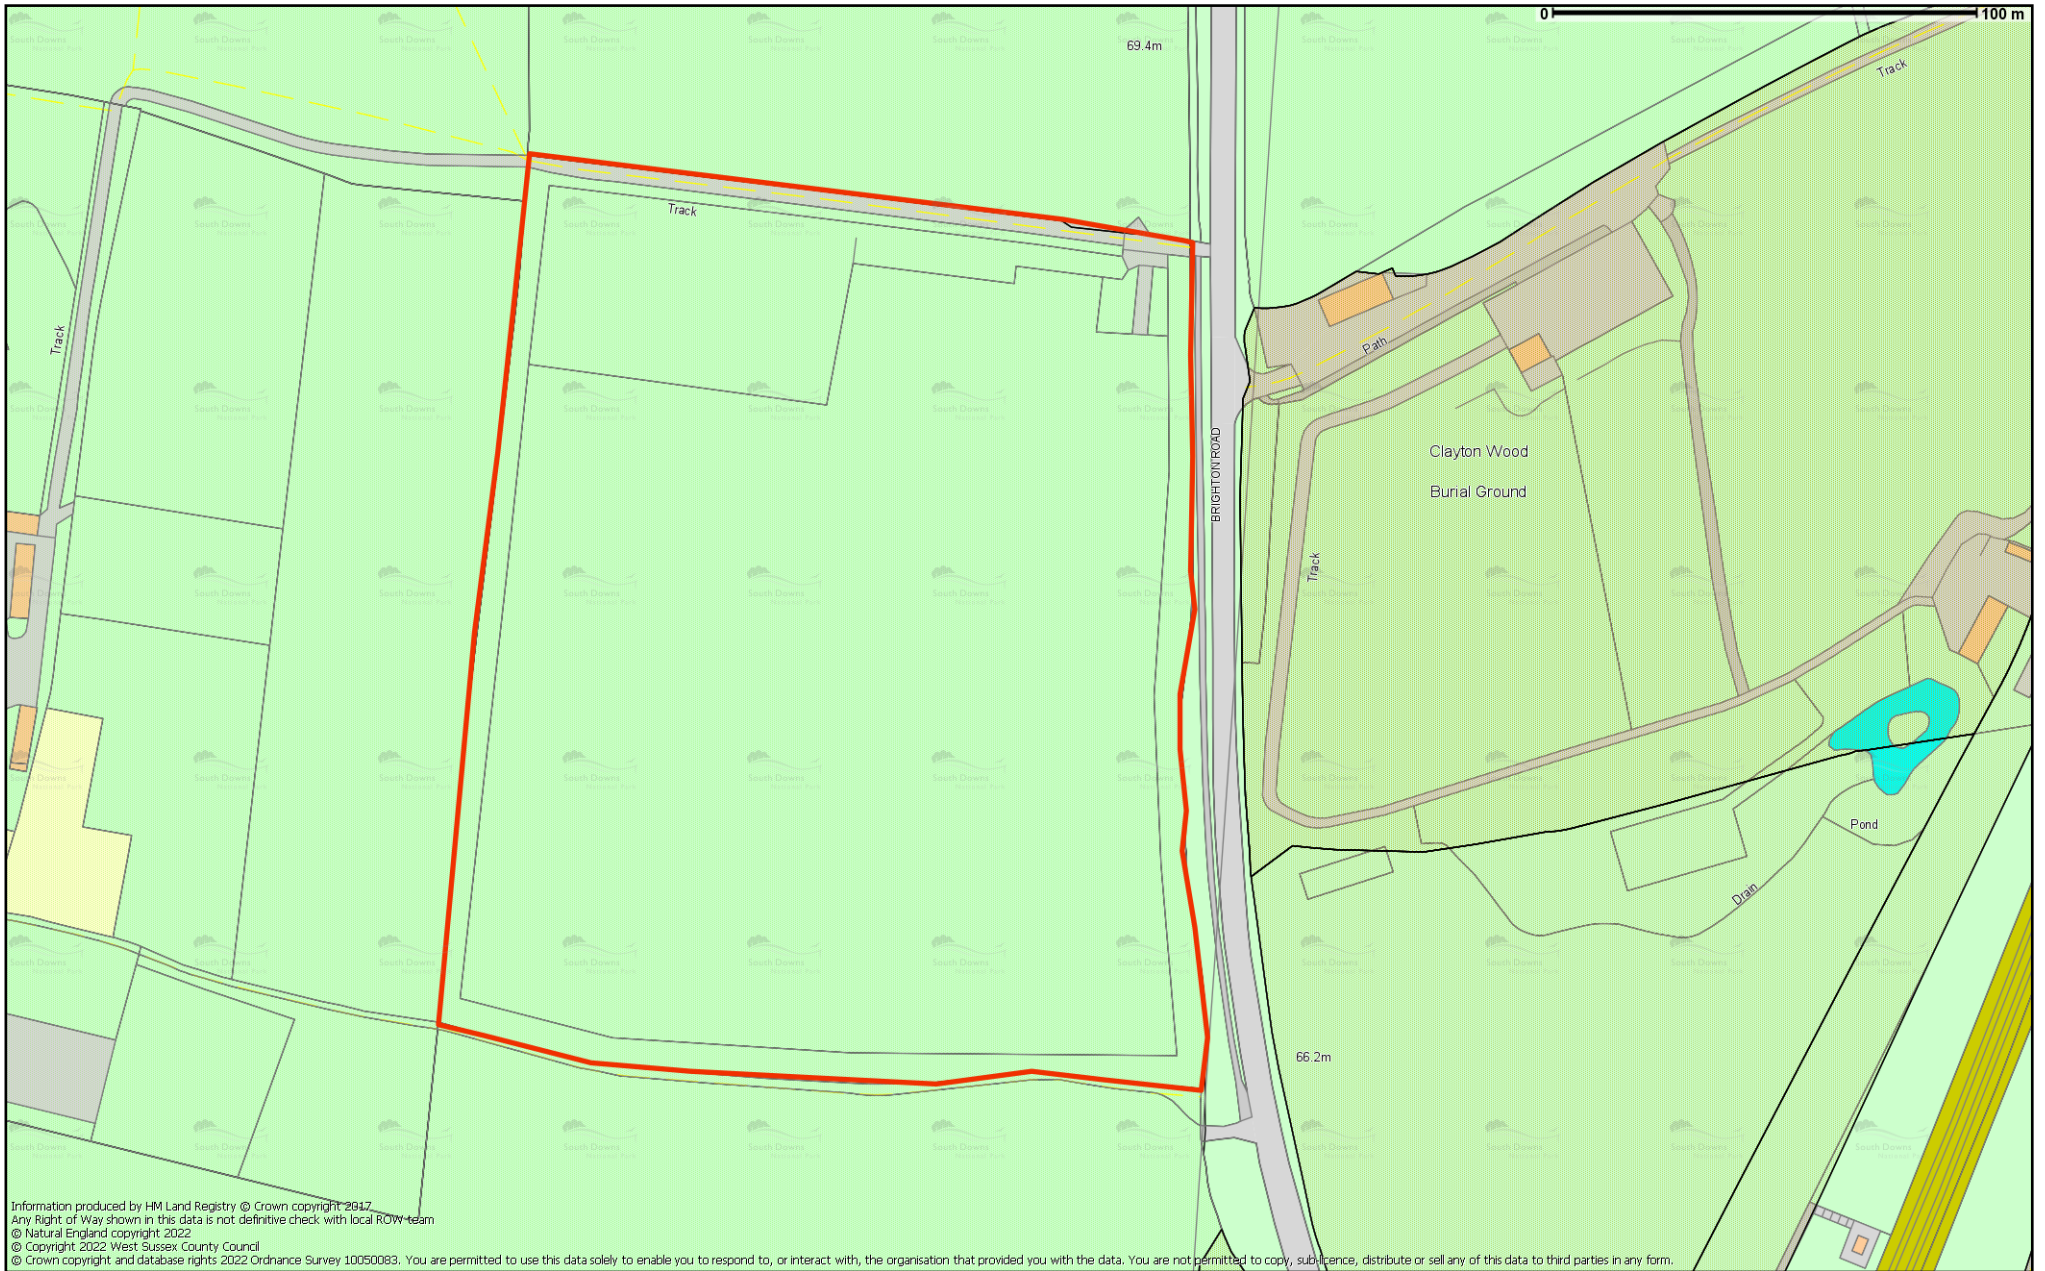 0 100 m
69.4m
Track
Track
Track
Path
Clayton Wood
Burial Ground
BRIGHTON ROAD
Track
Pond
Drain
66.2m
South Downs
National Park
Information produced by HM Land Registry © Crown copyright 2017.
Any Right of Way shown in this data is not definitive check with local ROW team
© Natural England copyright 2022
© Copyright 2022 West Sussex County Council
© Crown copyright and database rights 2022 Ordnance Survey 10050083. You are permitted to use this data solely to enable you to respond to, or interact with, the organisation that provided you with the data. You are not permitted to copy, sub-licence, distribute or sell any of this data to third parties in any form.